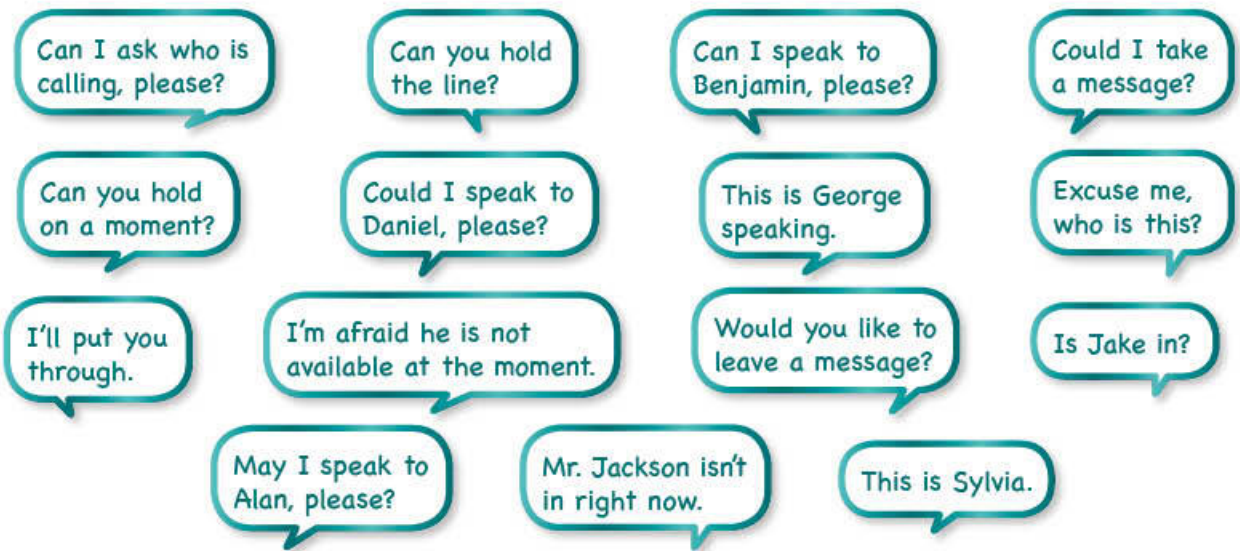 Can I ask who is
calling, please?
Can you hold
the line?
Can I speak to
Benjamin, please?
Could I take
a message?
Can you hold
on a moment?
Could I speak to
Daniel, please?
This is George
speaking.
Excuse me,
who is this?
I'll put you
through.
I'm afraid he is not
available at the moment.
Would you like to
leave a message?
Is Jake in?
May I speak to
Alan, please?
Mr. Jackson isn't
in right now.
This is Sylvia.